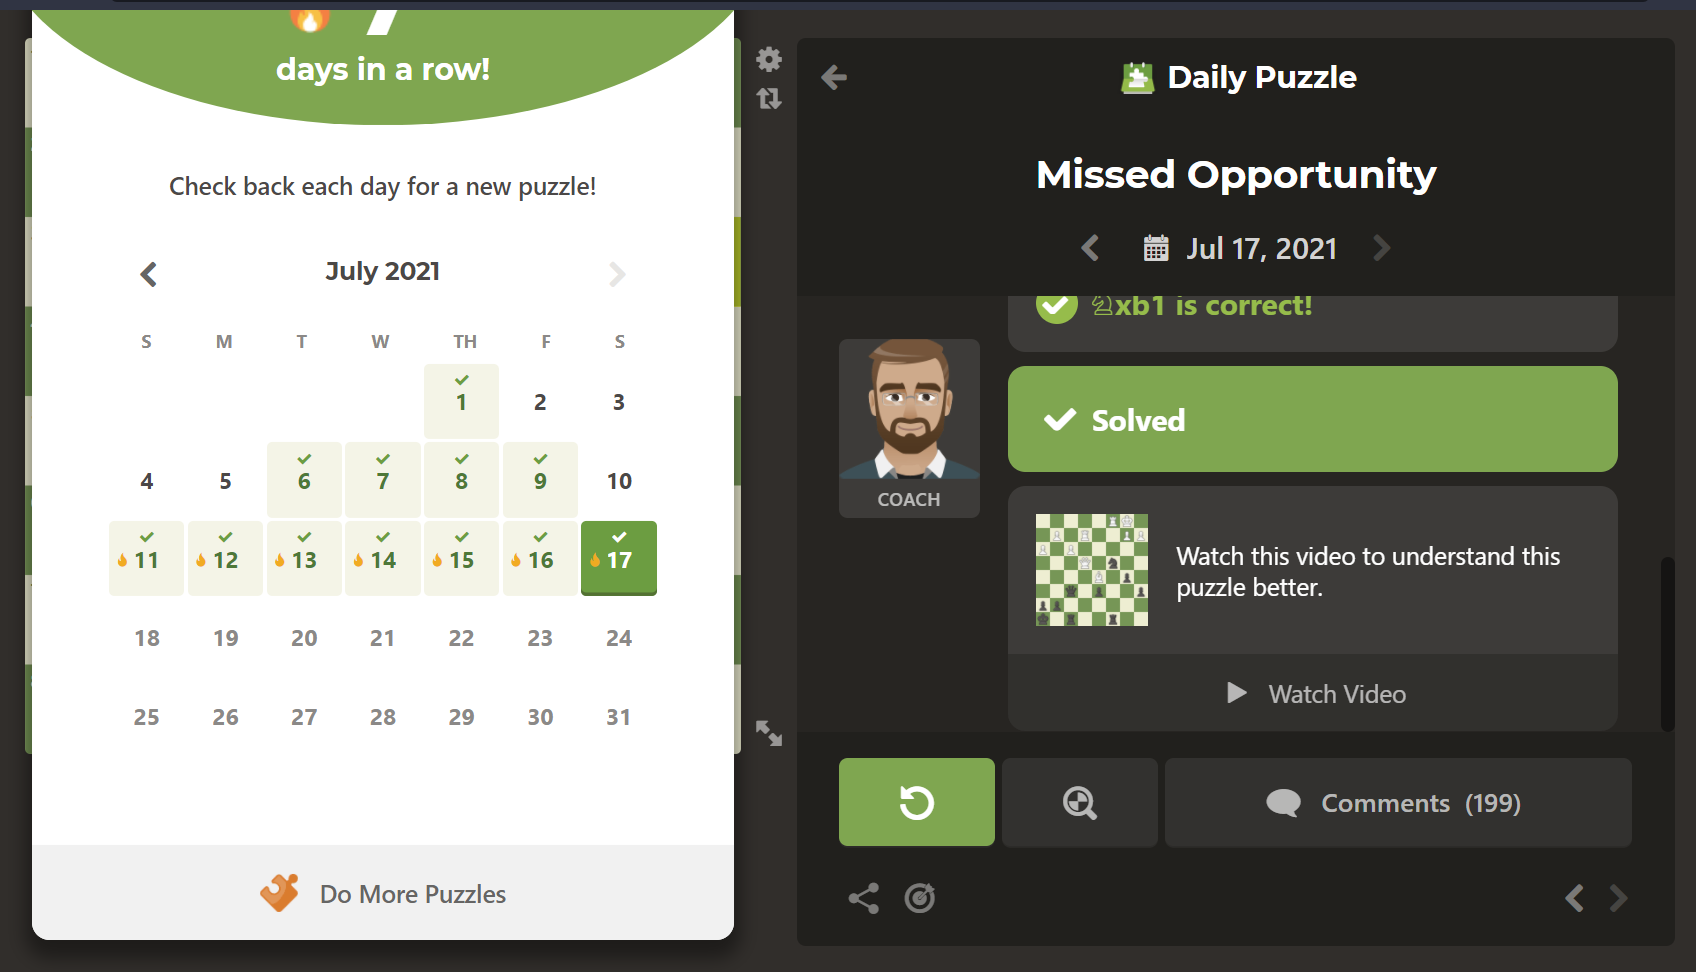 days in a row!
Check back each day for a new puzzle!
July 2021
S M T W TH F S
1 2 3
4 5 6 7 8 9 10
11 12 13 14 15 16 17
18 19 20 21 22 23 24
25 26 27 28 29 30 31
Do More Puzzles
Daily Puzzle
Missed Opportunity
Jul 17, 2021
♘xb1 is correct!
COACH
Solved
Watch this video to understand this
puzzle better.
Watch Video
Comments (199)